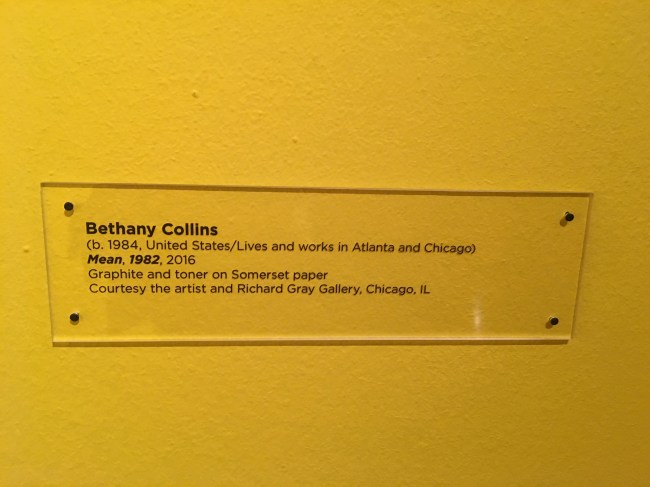 Bethany Collins
(b. 1984, United States/Lives and works in Atlanta and Chicago)
Mean, 1982, 2016
Graphite and toner on Somerset paper
Courtesy the artist and Richard Gray Gallery, Chicago, IL